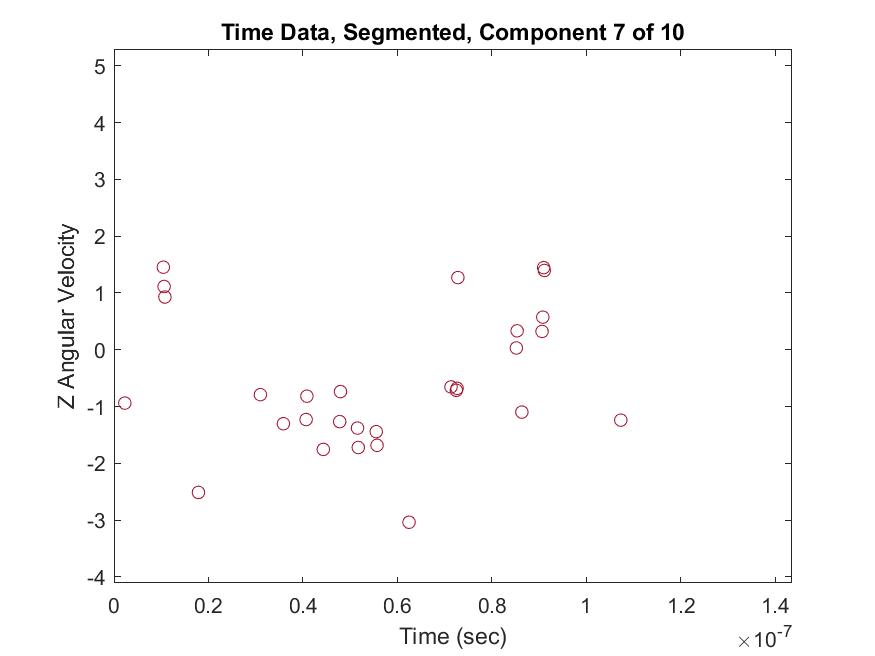 Time Data, Segmented, Component 7 of 10
5
4
3
2
1
0
-1
-2
-3
-4
Z Angular Velocity
0 0.2 0.4 0.6 0.8 1 1.2 1.4
Time (sec)
×10-7